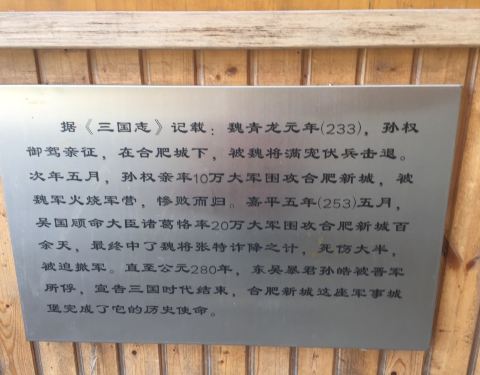 据《三国志》记载：魏青龙元年(233)，孙权
御驾亲征，在合肥城下，被魏将满宠伏兵击退。
次年五月，孙权亲率10万大军围攻合肥新城，被
魏军火烧军营，惨败而归。嘉平五年(253)五月，
吴国顾命大臣诸葛恪率20万大军围攻合肥新城百
余天，最终中了魏将张特诈降之计，死伤大半，
被迫撤军。直至公元280年，东吴暴君孙皓被晋军
所俘，宣告三国时代结束，合肥新城这座军事城
堡完成了它的历史使命。